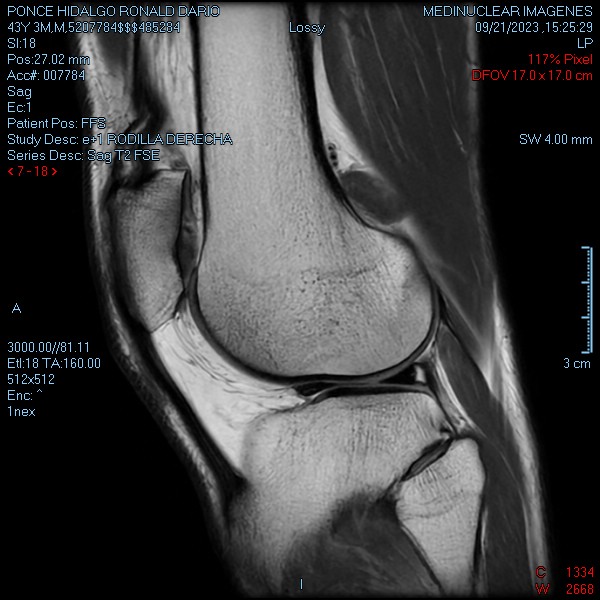 PONCE HIDALGO RONALD DARIO
43Y 3M,M,5207784$$$485284
Sl:18
Pos:27.02 mm
Acc#: 007784
Sag
Ec:1
Patient Pos: FFS
Study Desc: e+1 RODILLA DERECHA
Series Desc: Sag T2 FSE
< 7 - 18 >
Lossy
MEDINUCLEAR IMAGENES
09/21/2023 ,15:25:29
LP
117% Pixel
DFOV 17.0 x 17.0 cm
SW 4.00 mm
A
3 cm
3000.00//81.11
Etl:18 TA:160.00
512x512
Enc: ^
1nex
I
C 1334
W 2668